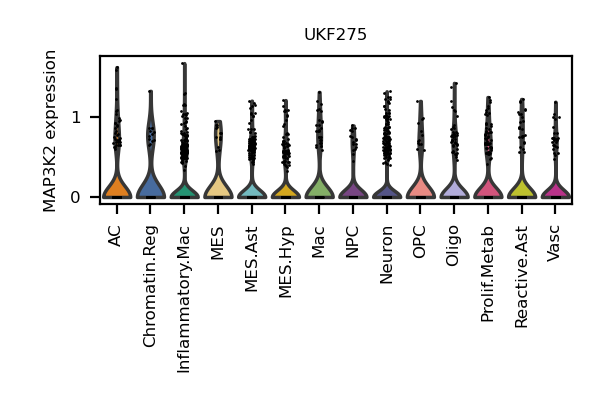 UKF275
MAP3K2 expression
1
0
AC
Chromatin.Reg
Inflammatory.Mac
MES
MES.Ast
MES.Hyp
Mac
NPC
Neuron
OPC
Oligo
Prolif.Metab
Reactive.Ast
Vasc